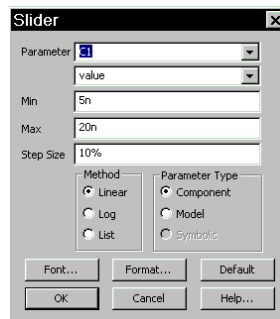 Slider
Parameter C1
value
Min 5n
Max 20n
Step Size 10%
Method Parameter Type
Linear Component
Log Model
List Symbolic
Font... Format... Default
OK Cancel Help...